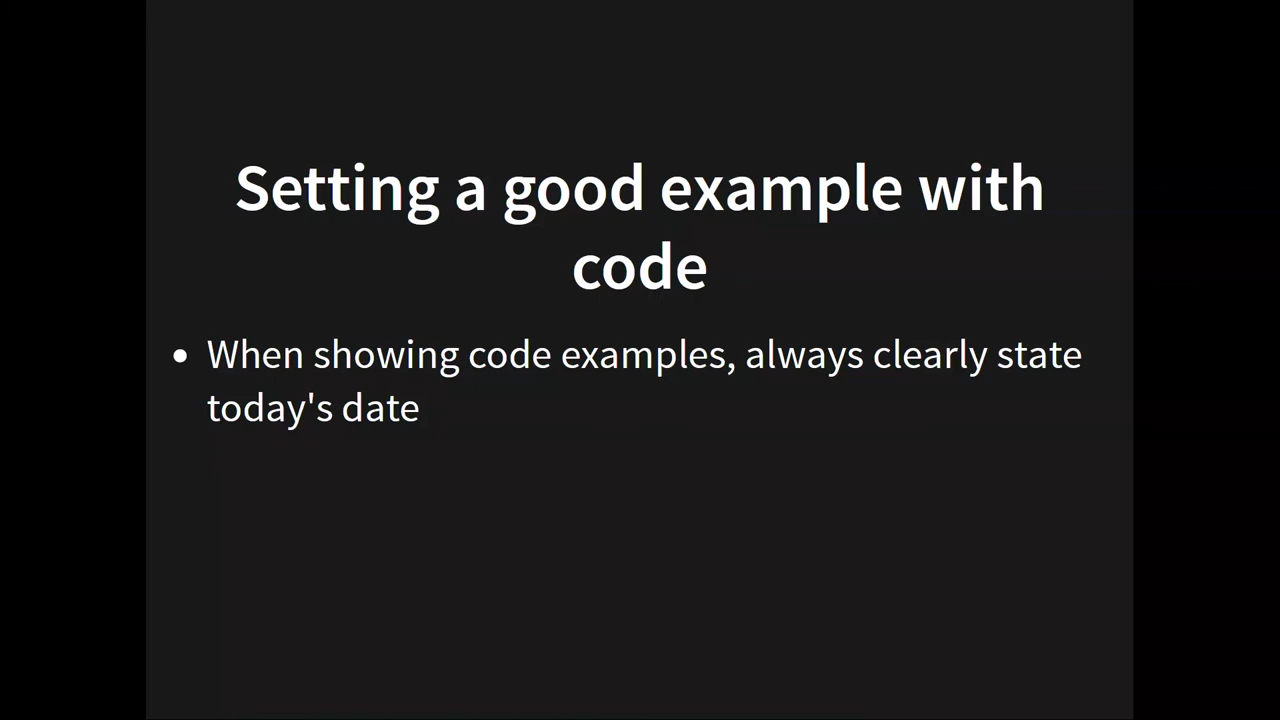 Setting a good example with
code
• When showing code examples, always clearly state
today's date